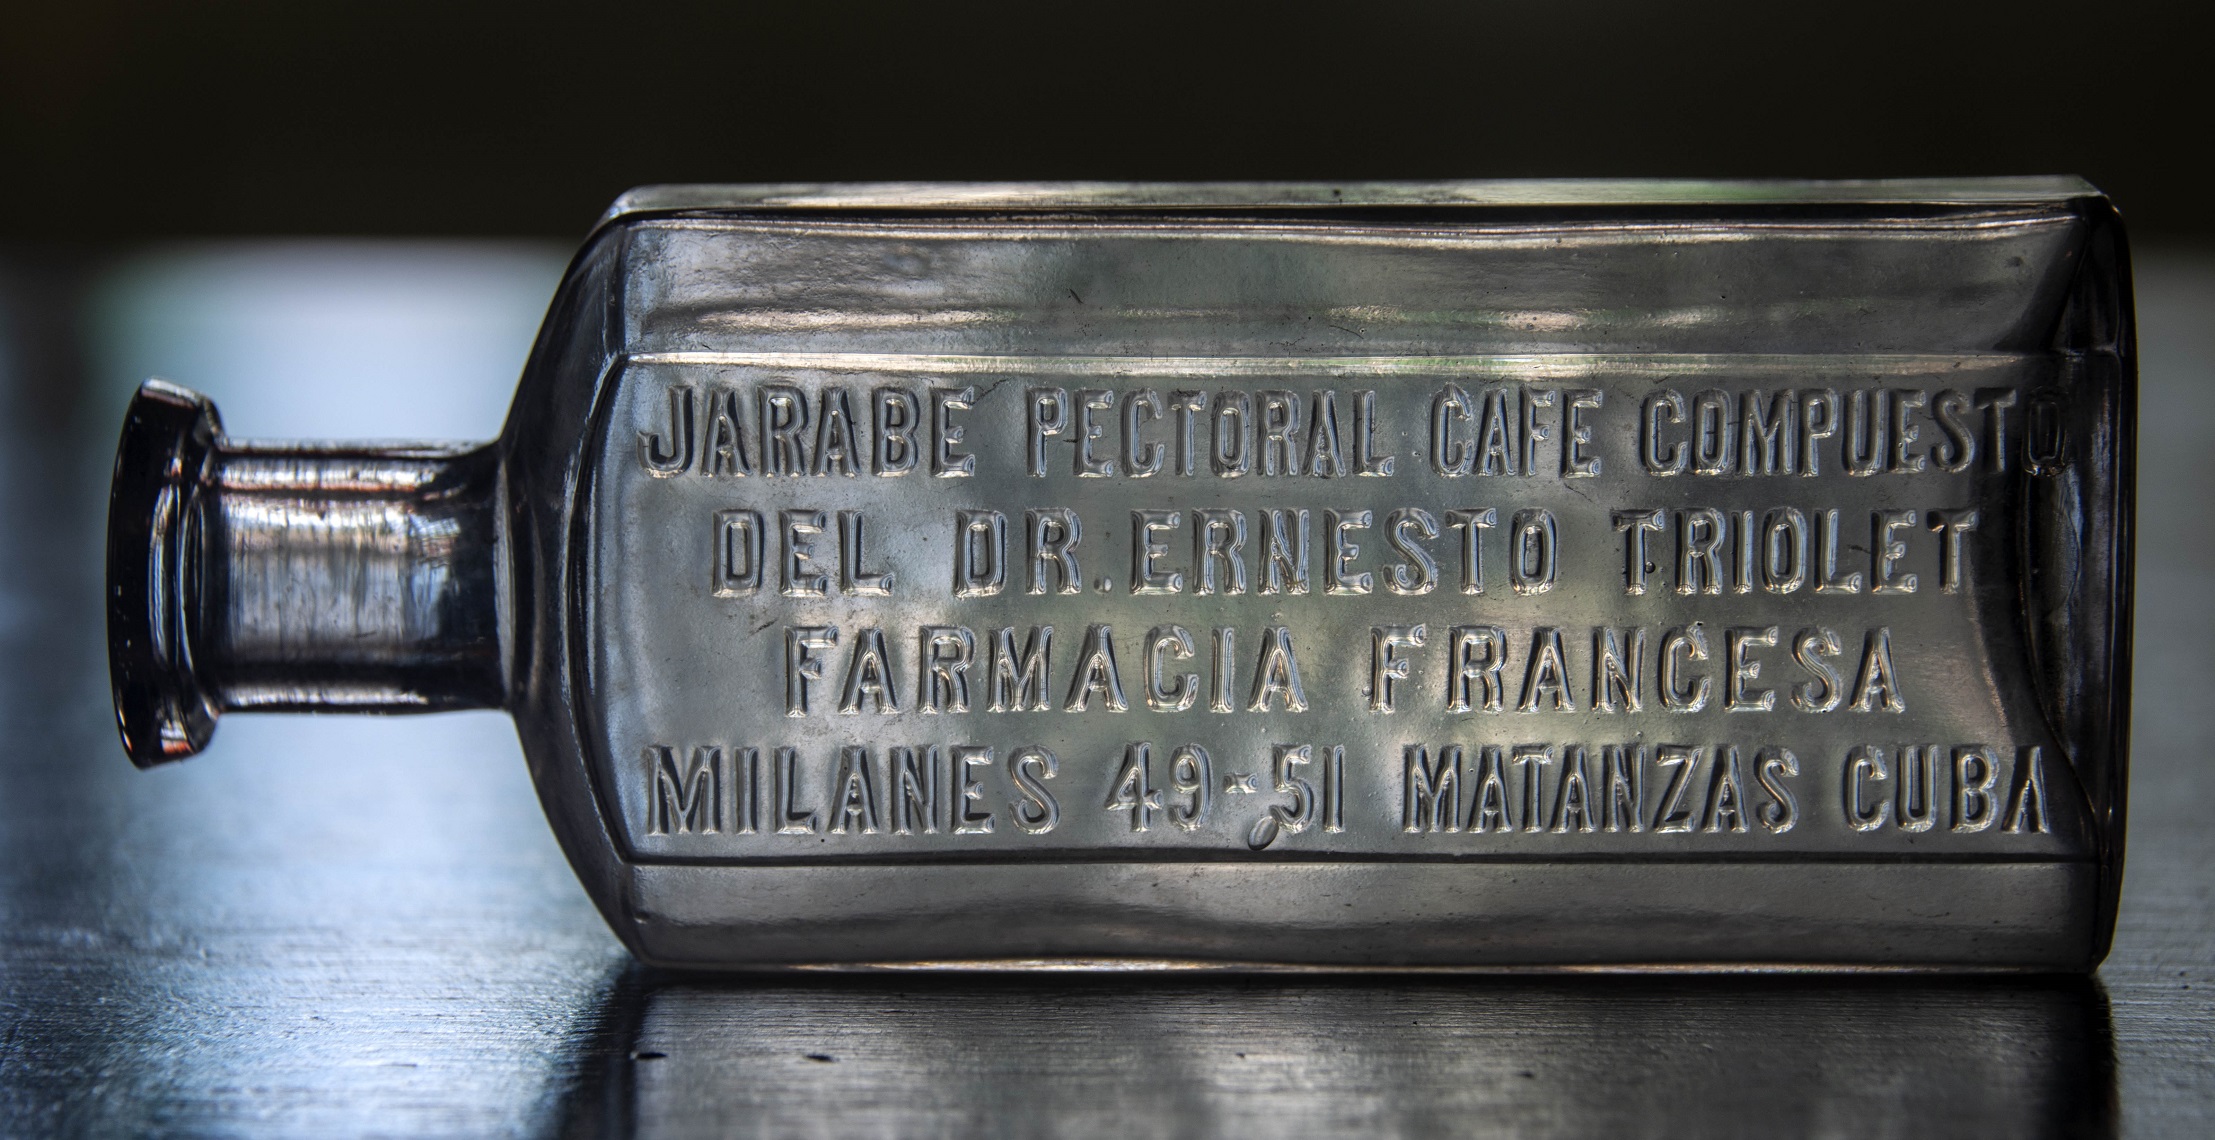 JARABE PECTORAL CAFE COMPUESTO
DEL DR. ERNESTO TRIOLET
FARMACIA FRANCESA
MILANES 49-51 MATANZAS CUBA